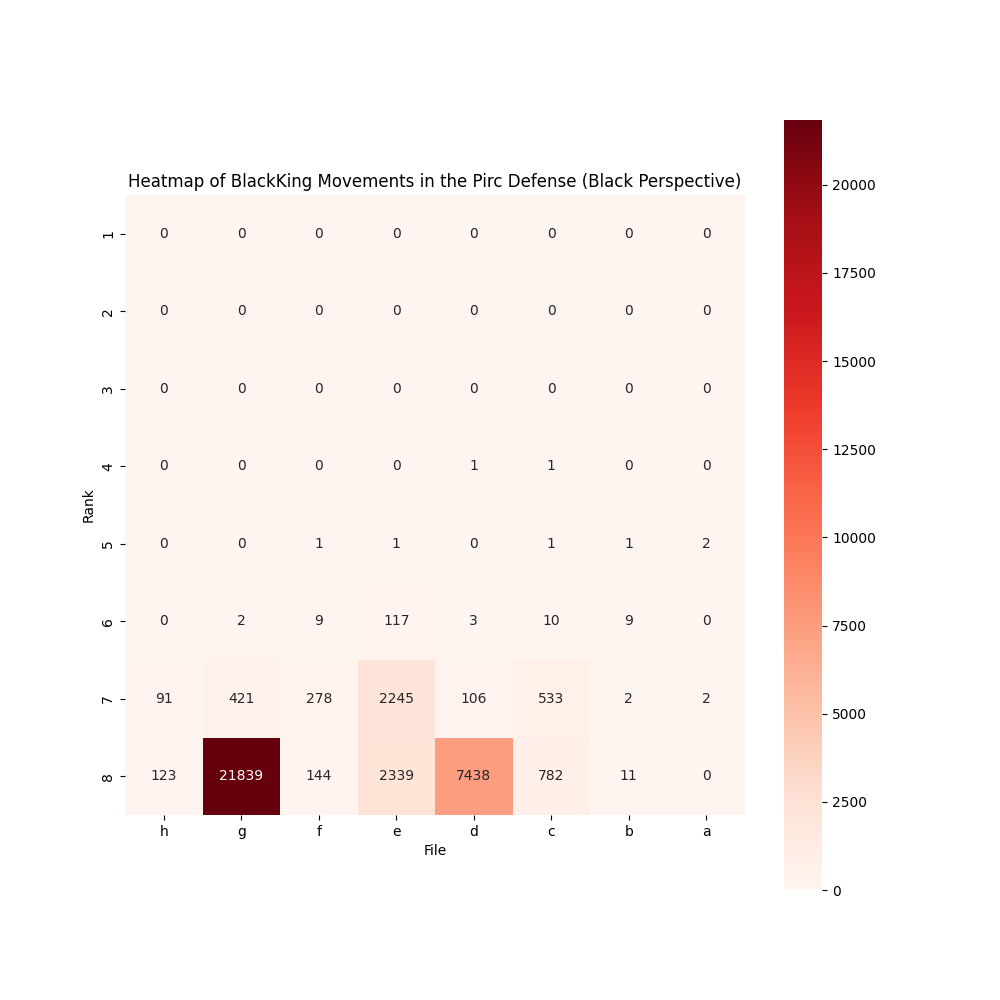 Heatmap of BlackKing Movements in the Pirc Defense (Black Perspective)
1 0 0 0 0 0 0 0 0
2 0 0 0 0 0 0 0 0
3 0 0 0 0 0 0 0 0
4 0 0 0 0 1 1 0 0
Rank
5 0 0 1 1 0 1 1 2
6 0 2 9 117 3 10 9 0
7 91 421 278 2245 106 533 2 2
8 123 21839 144 2339 7438 782 11 0
h g f e d c b a
File
20000
17500
15000
12500
10000
7500
5000
2500
0